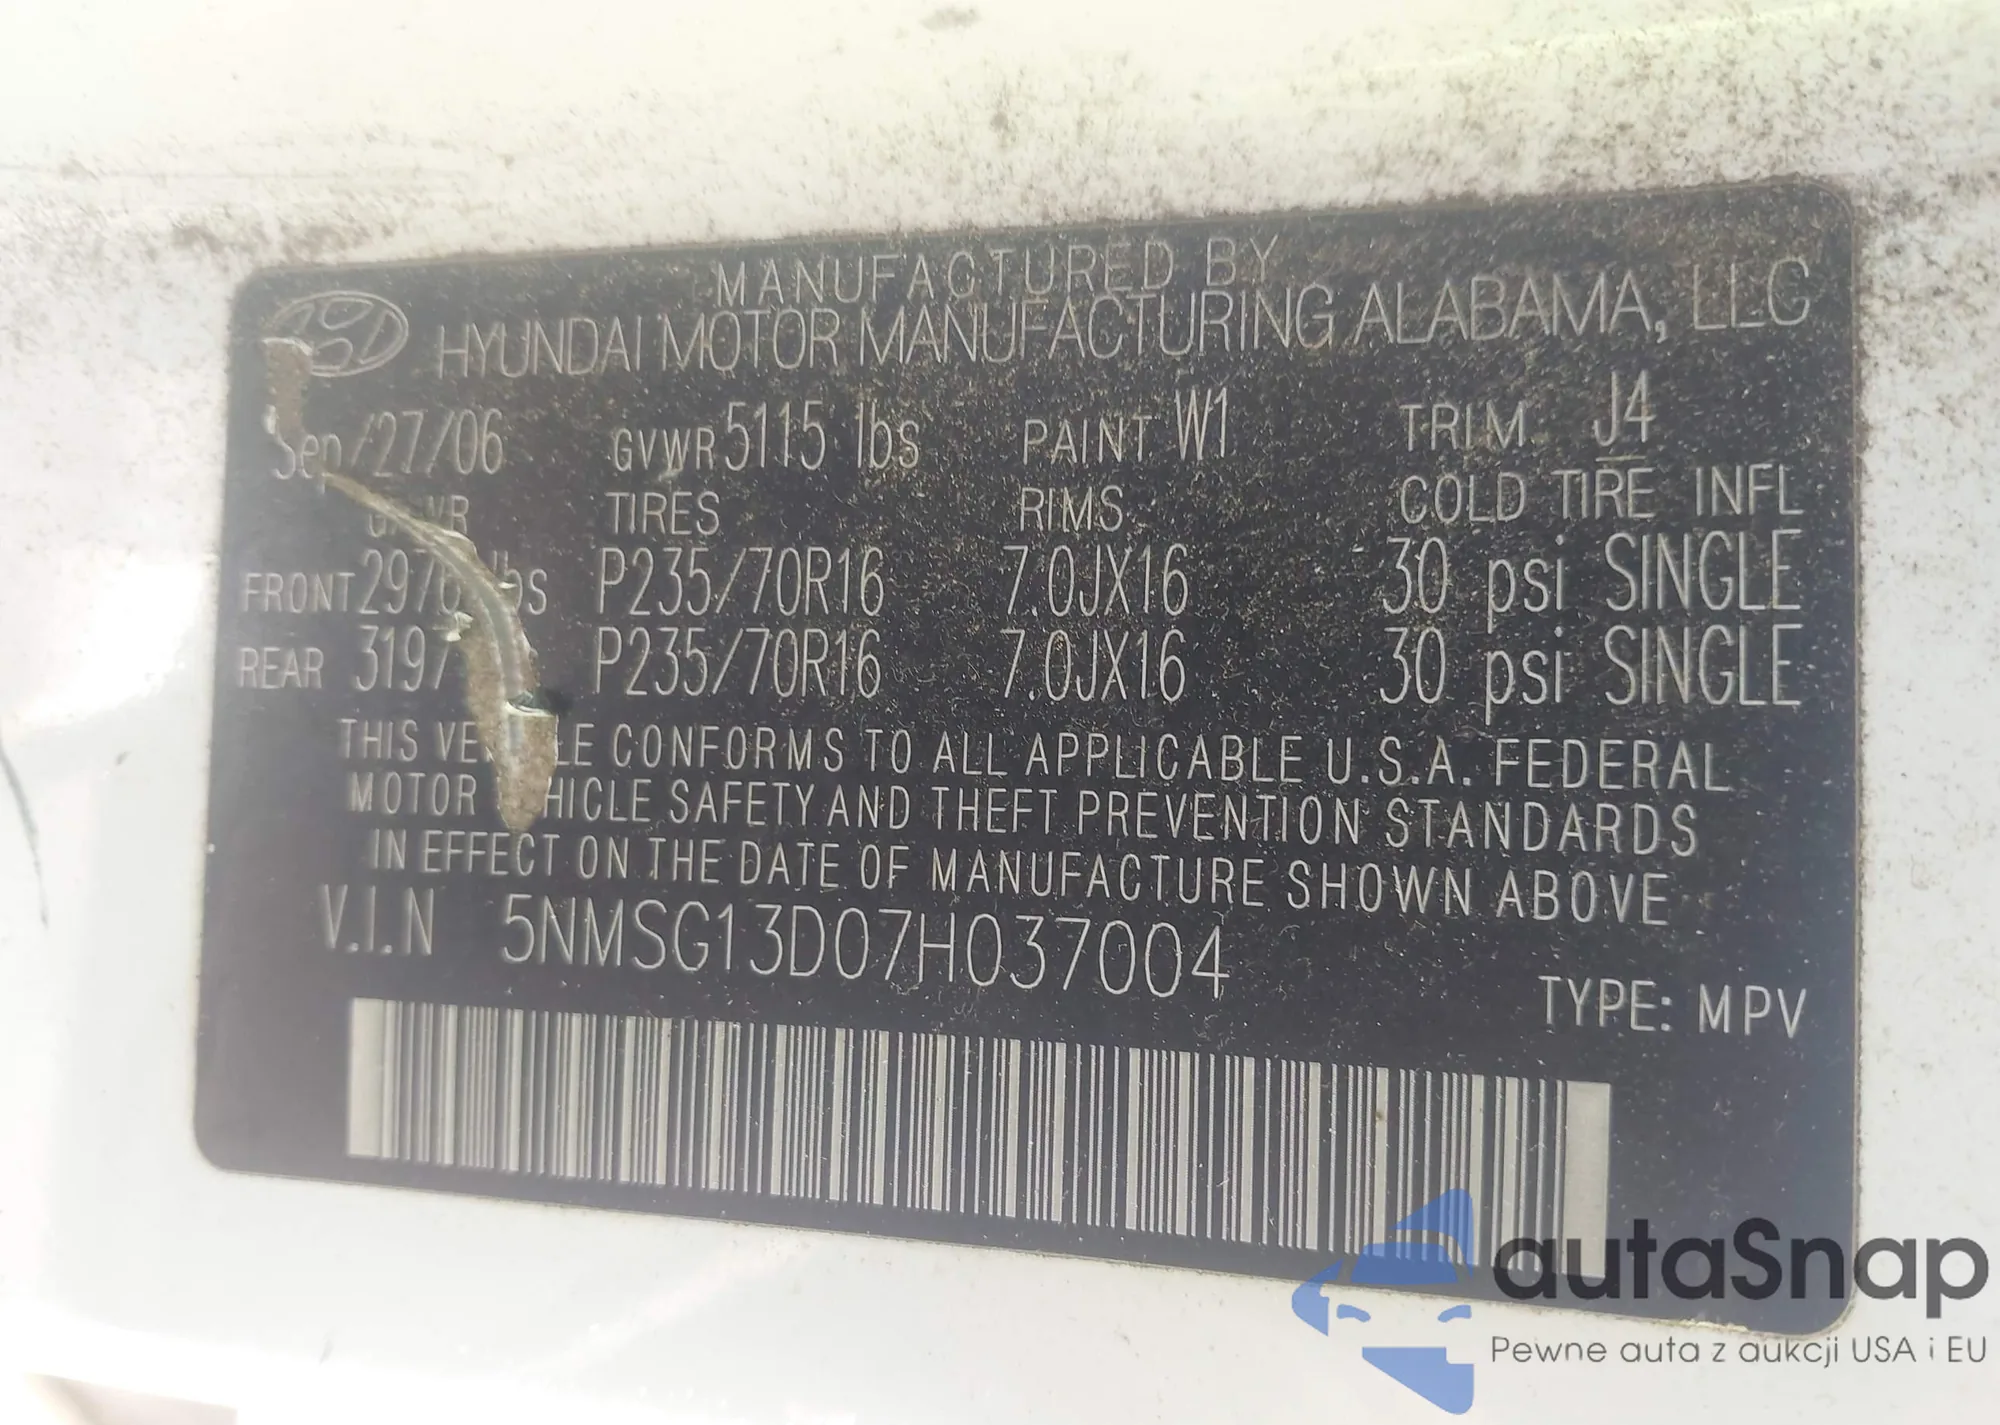 MANUFACTURED BY
HYUNDAI MOTOR MANUFACTURING ALABAMA, LLC
Sep/27/06 GVWR 5115 lbs PAINT W1 TRIM J4
TIRES RIMS COLD TIRE INFL
FRONT P235/70R16 7.0JX16 30 psi SINGLE
REAR P235/70R16 7.0JX16 30 psi SINGLE
THIS CONFORMS TO ALL APPLICABLE U.S.A. FEDERAL
MOTOR SAFETY AND THEFT PREVENTION STANDARDS
IN EFFECT ON THE DATE OF MANUFACTURE SHOWN ABOVE
V.I.N 5NMSG13D07H037004
TYPE: MPV
autaSnap
Pewne auta z aukcji USA i EU